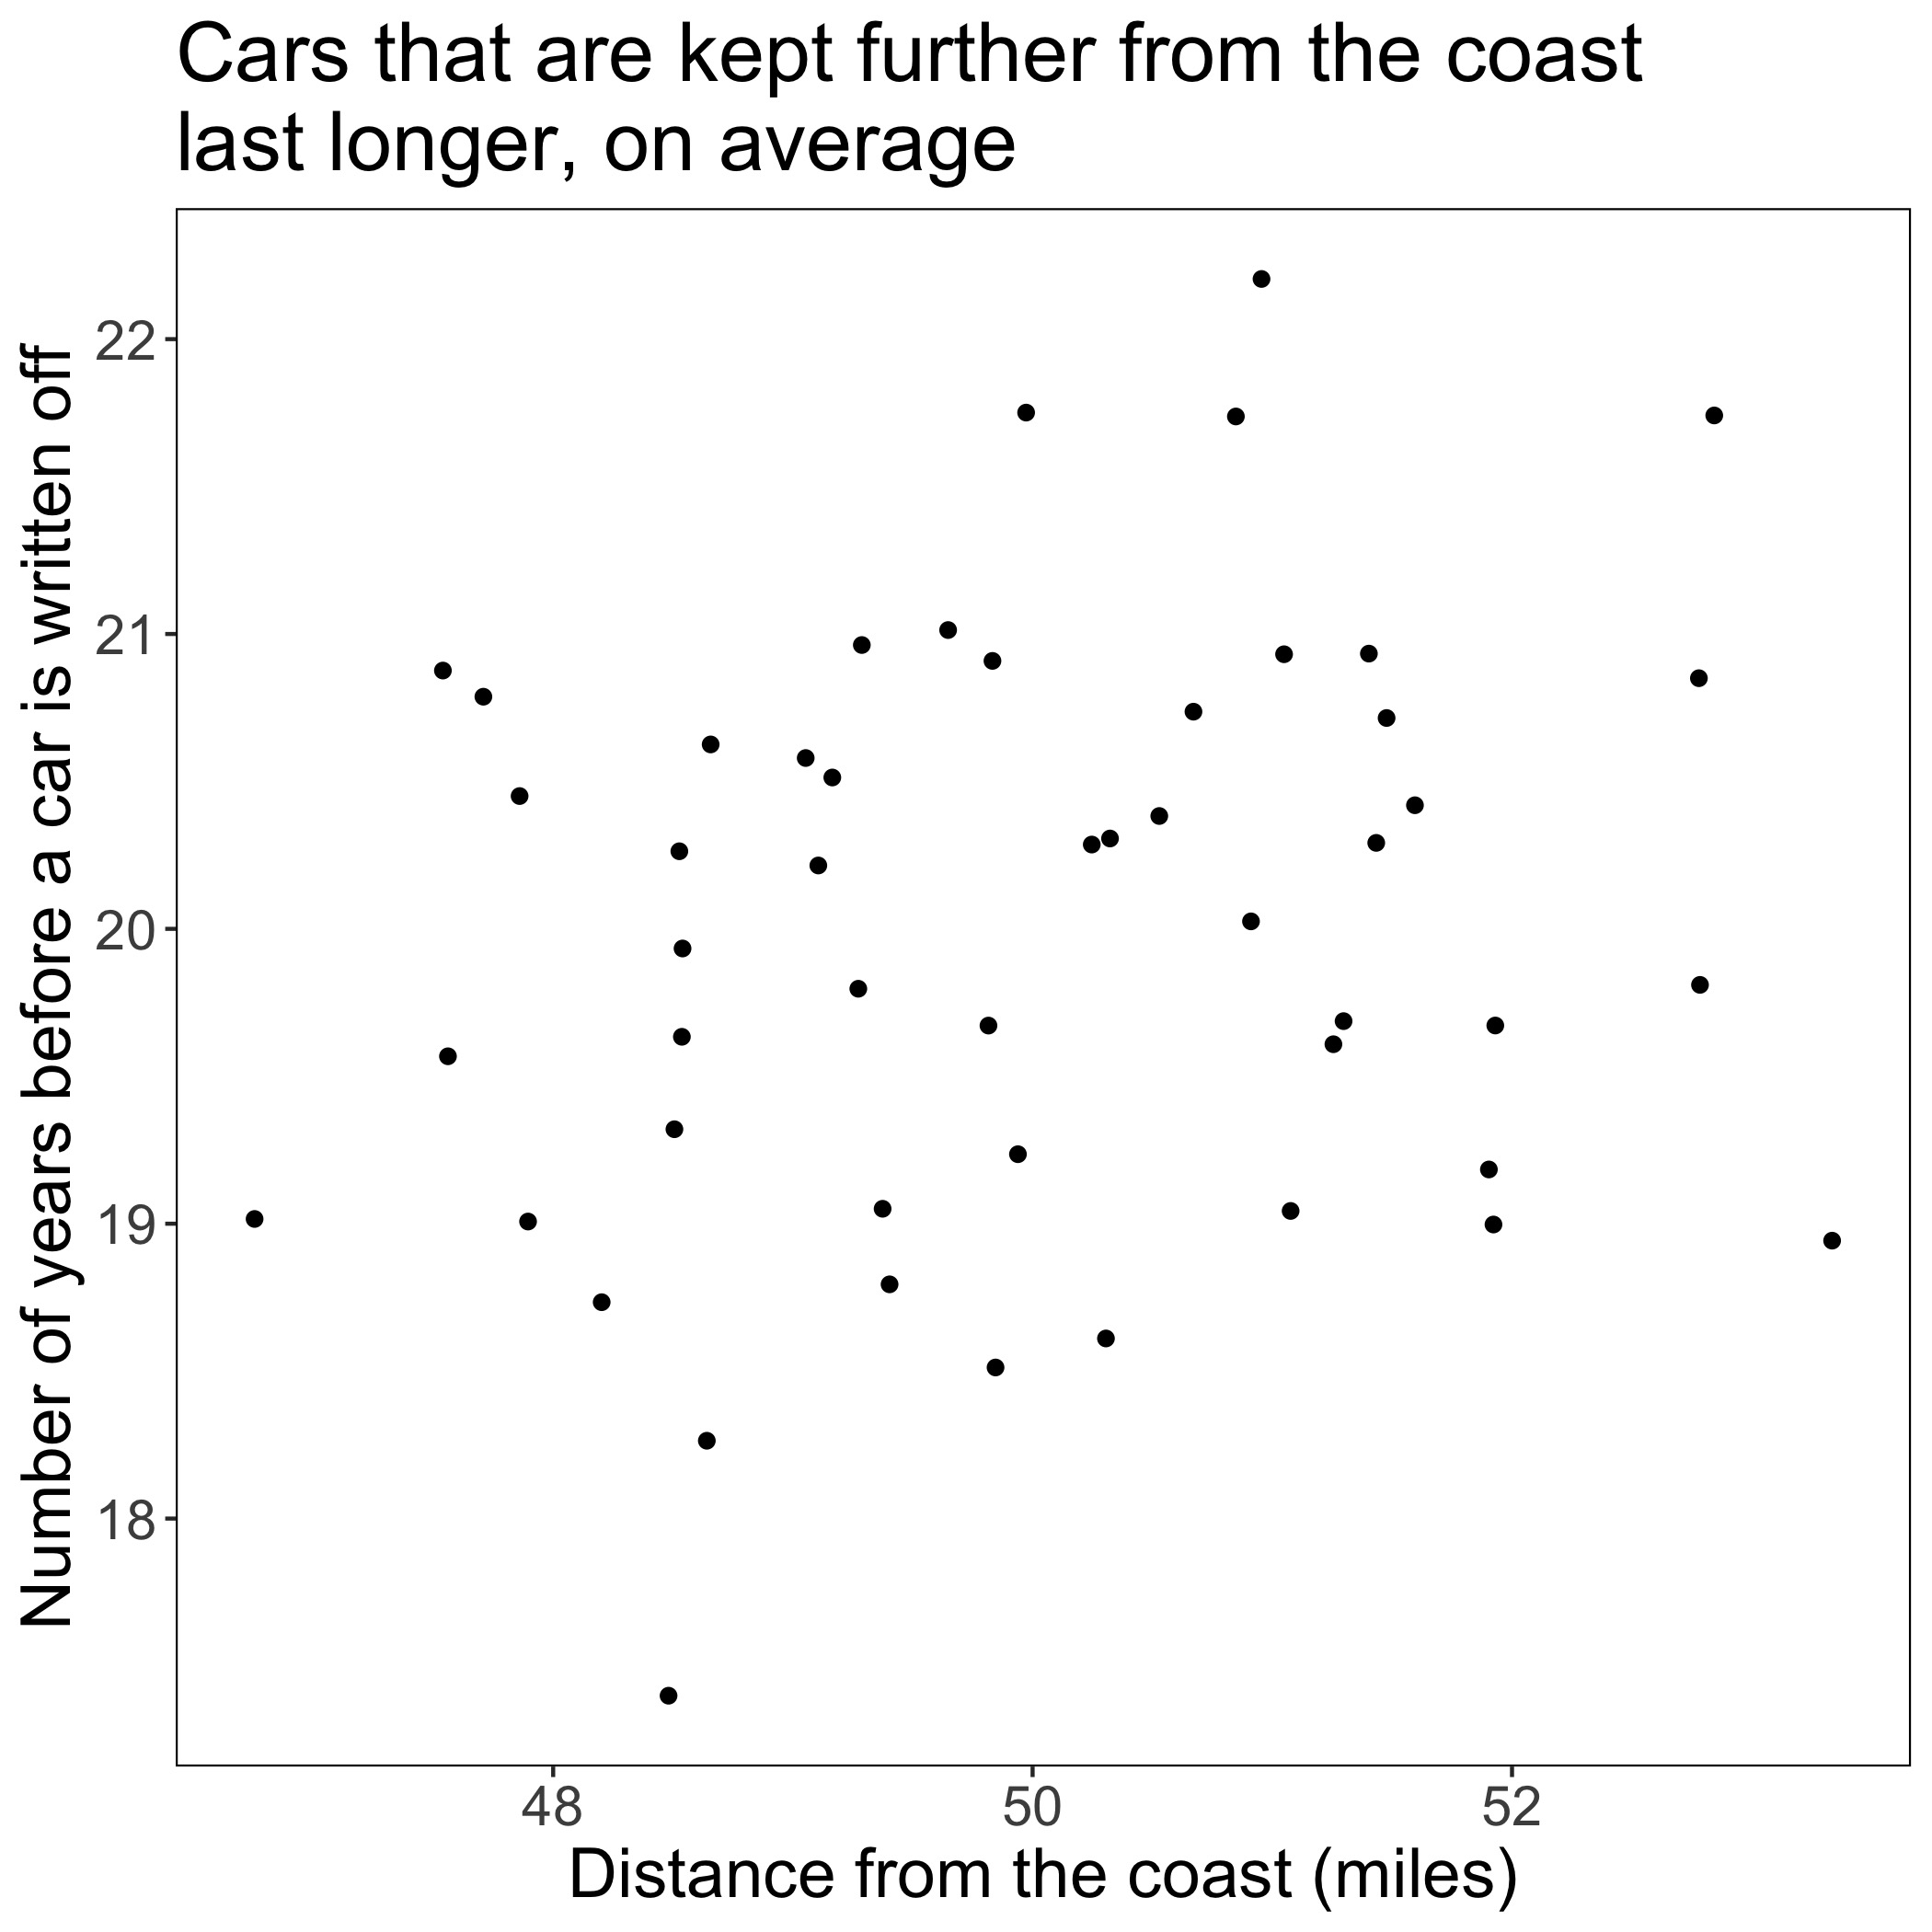 Cars that are kept further from the coast
last longer, on average
Number of years before a car is written off
22
21
20
19
18
48 50 52
Distance from the coast (miles)